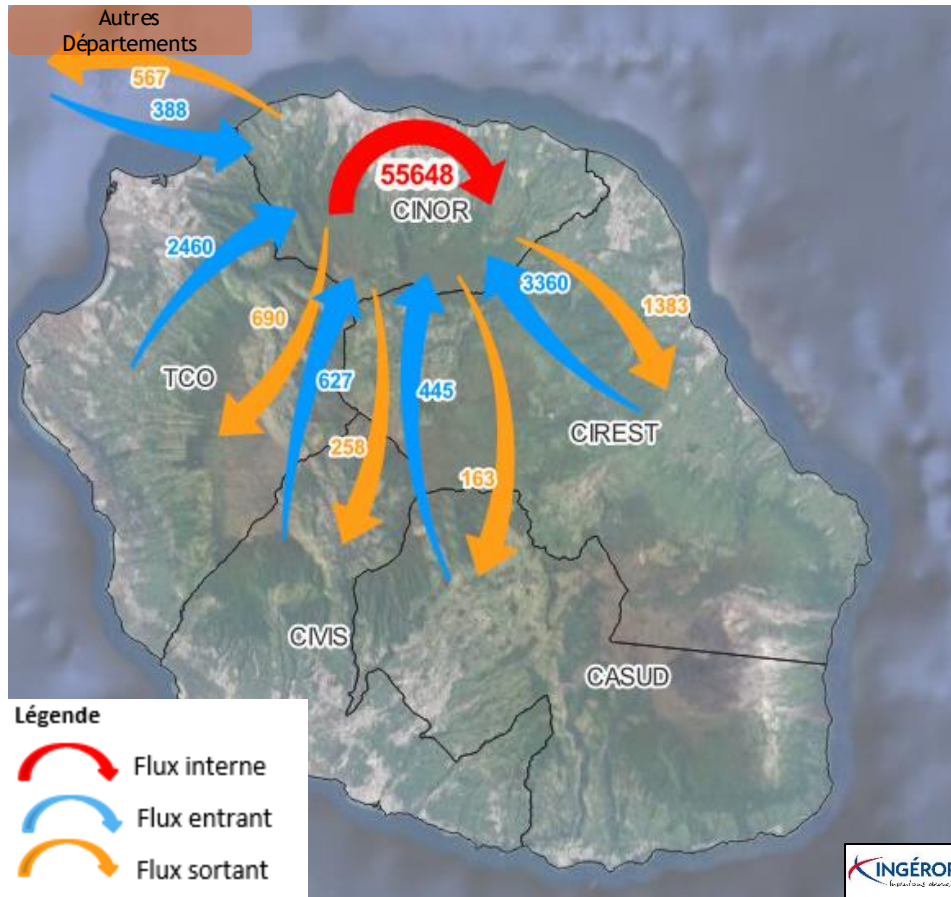 Autres
Départements
567
388
55648
CINOR
2460
3360
1383
690
TCO
627
445
CIREST
258
163
CIVIS
CASUD
Légende
Flux interne
Flux entrant
Flux sortant